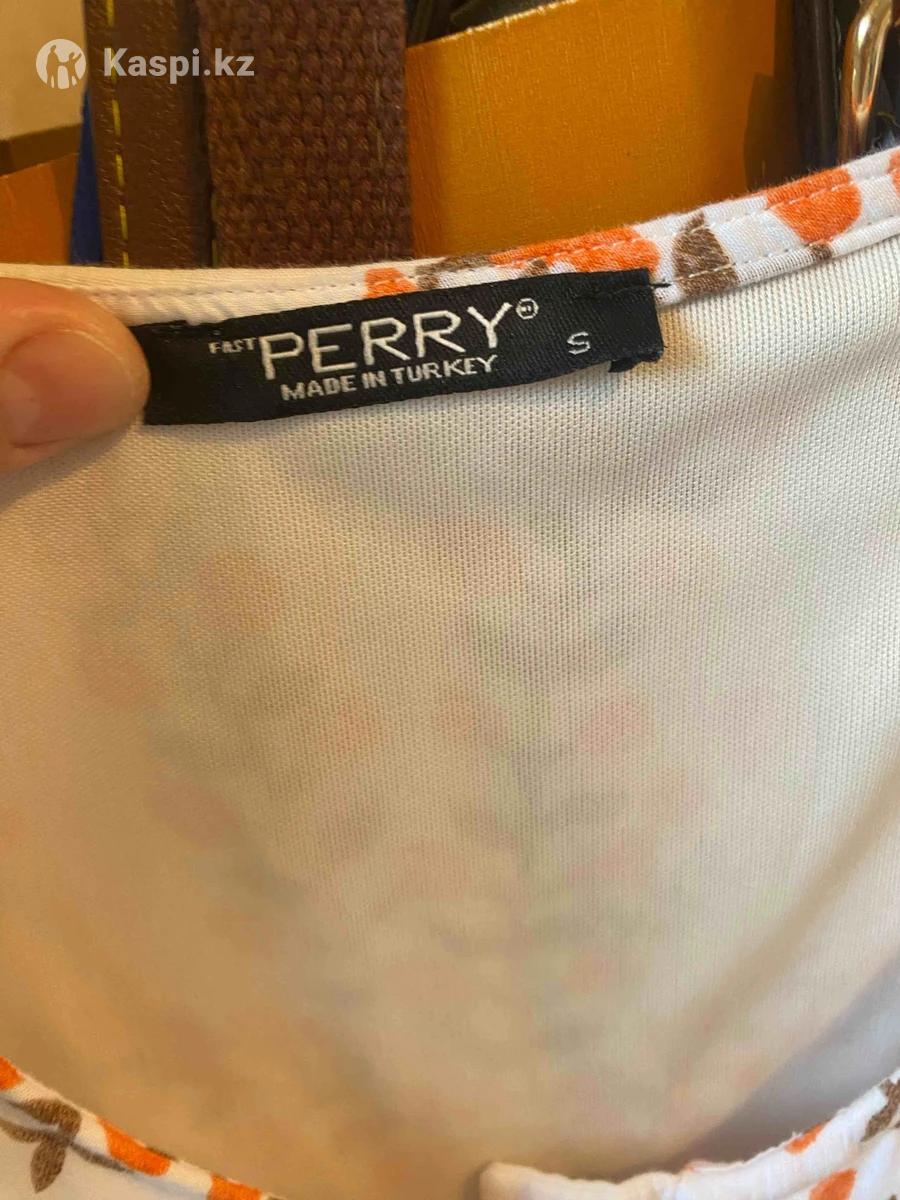 Kaspi.kz
FAST PERRY®
MADE IN TURKEY
S